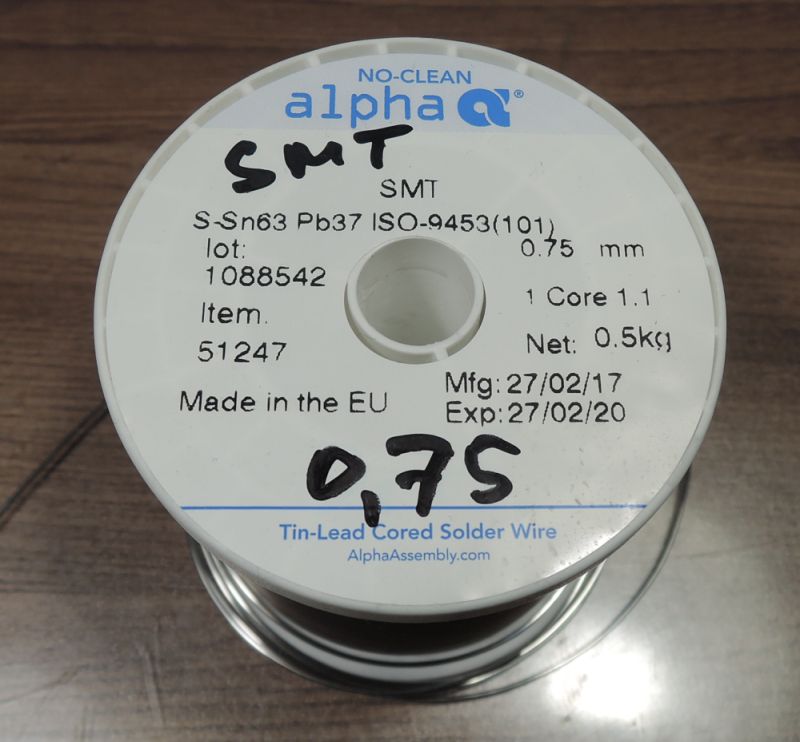 NO-CLEAN
alpha a®
SMT
SMT
S-Sn63 Pb37 ISO-9453(101)
lot: 0.75 mm
1088542
1 Core 1.1
Item.
Net: 0.5kg
51247
Mfg: 27/02/17
Made in the EU
Exp: 27/02/20
0,75
Tin-Lead Cored Solder Wire
AlphaAssembly.com